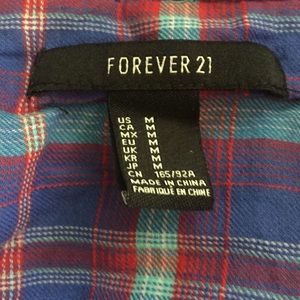 FOREVER 21
US M
CA M
MX M
EU M
UK M
KR M
JP M
CN 165/92A
MADE IN CHINA
FABRIQUÉ EN CHINE